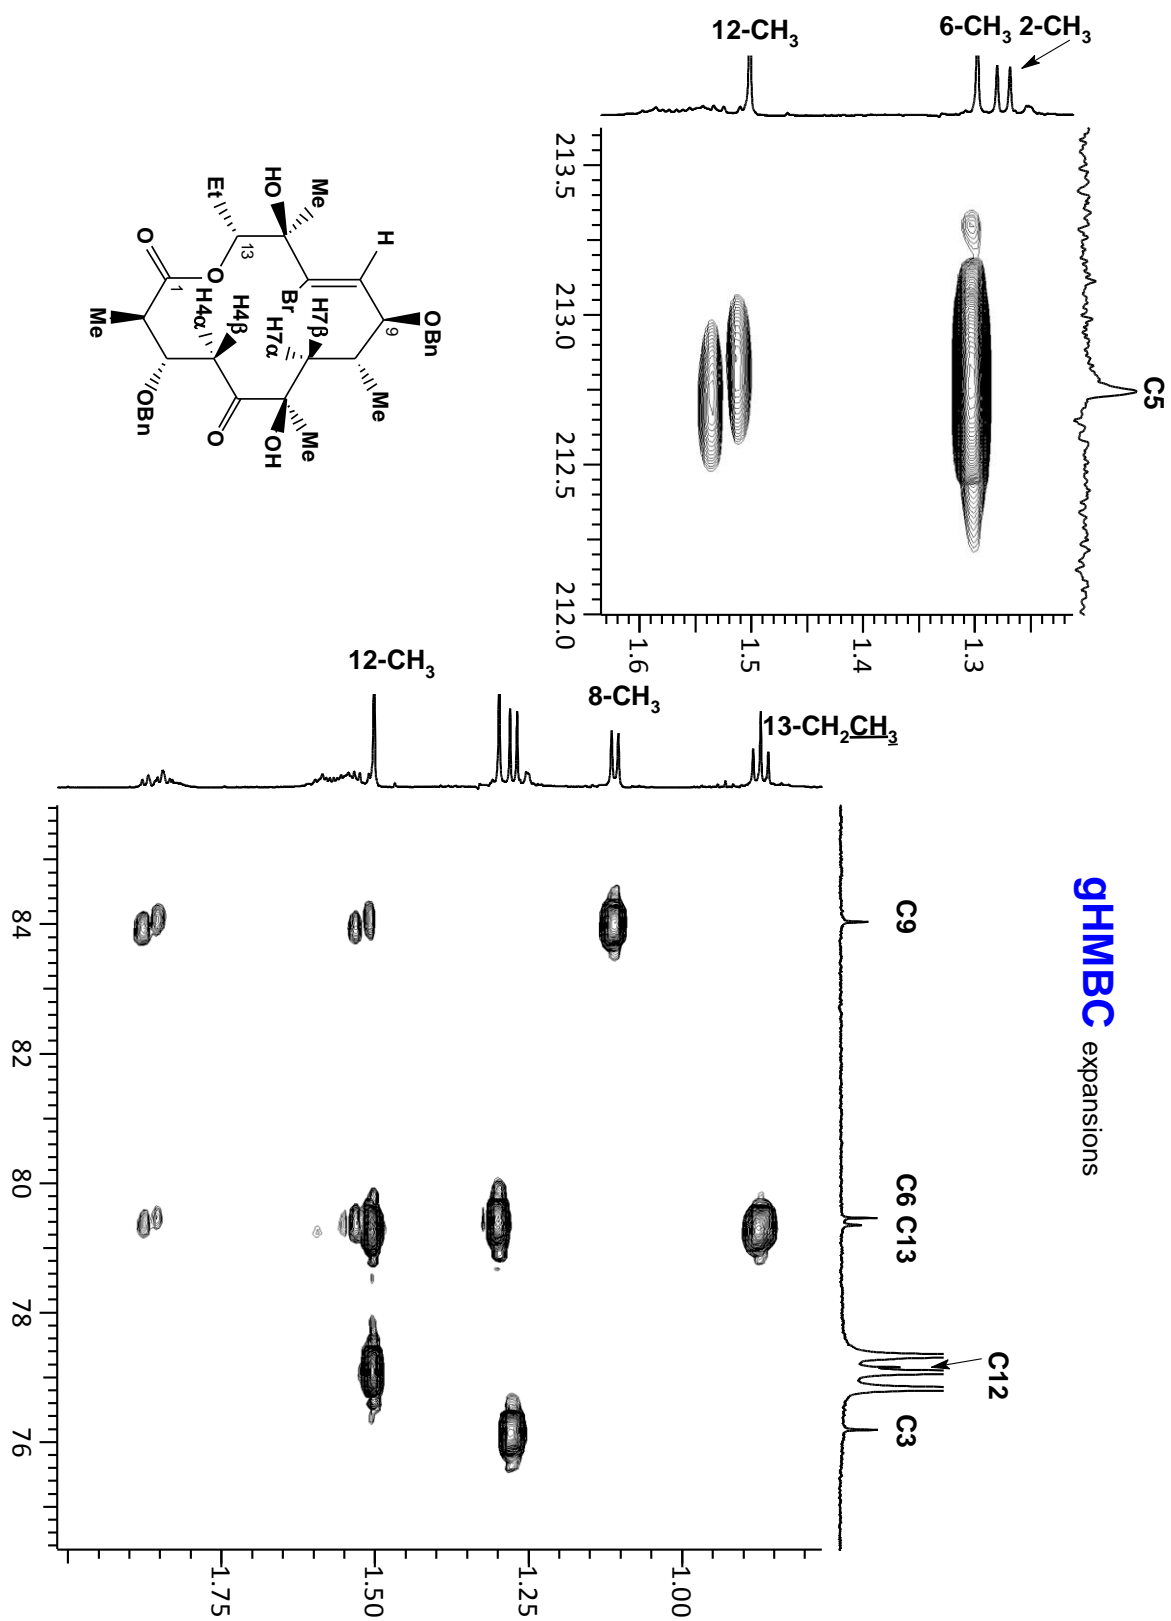 12-CH3
6-CH3 2-CH3
C5
213.5
213.0
212.5
212.0
1.6
1.5
1.4
1.3
Me
HO
Et
13
H
O
O
1
Br
H7β
H7α
9
OBn
H4β
H4α
Me
Me
OBn
O
Me
OH
gHMBC expansions
12-CH3
8-CH3
13-CH2CH3
C9
C6 C13
C12
C3
84
82
80
78
76
1.75
1.50
1.25
1.00